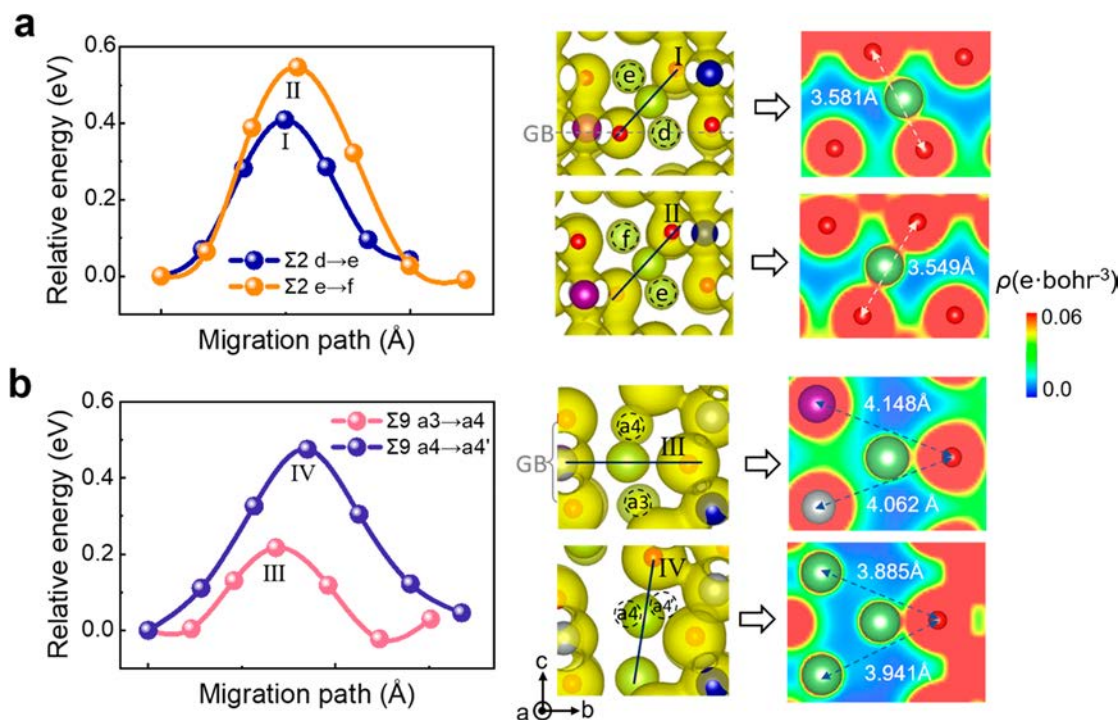 a
Relative energy (eV)
0.6
0.4
0.2
0.0
II
I
Σ2 d→e
Σ2 e→f
Migration path (Å)
GB
e
I
d
3.581Å
f
II
e
3.549Å
ρ(e·bohr⁻³)
0.06
0.0
b
Relative energy (eV)
0.6
0.4
0.2
0.0
Σ9 a3→a4
Σ9 a4→a4'
IV
III
Migration path (Å)
GB
a4
III
a3
4.148Å
4.062 Å
IV
a4
a4'
3.885Å
3.941Å
c
a
b